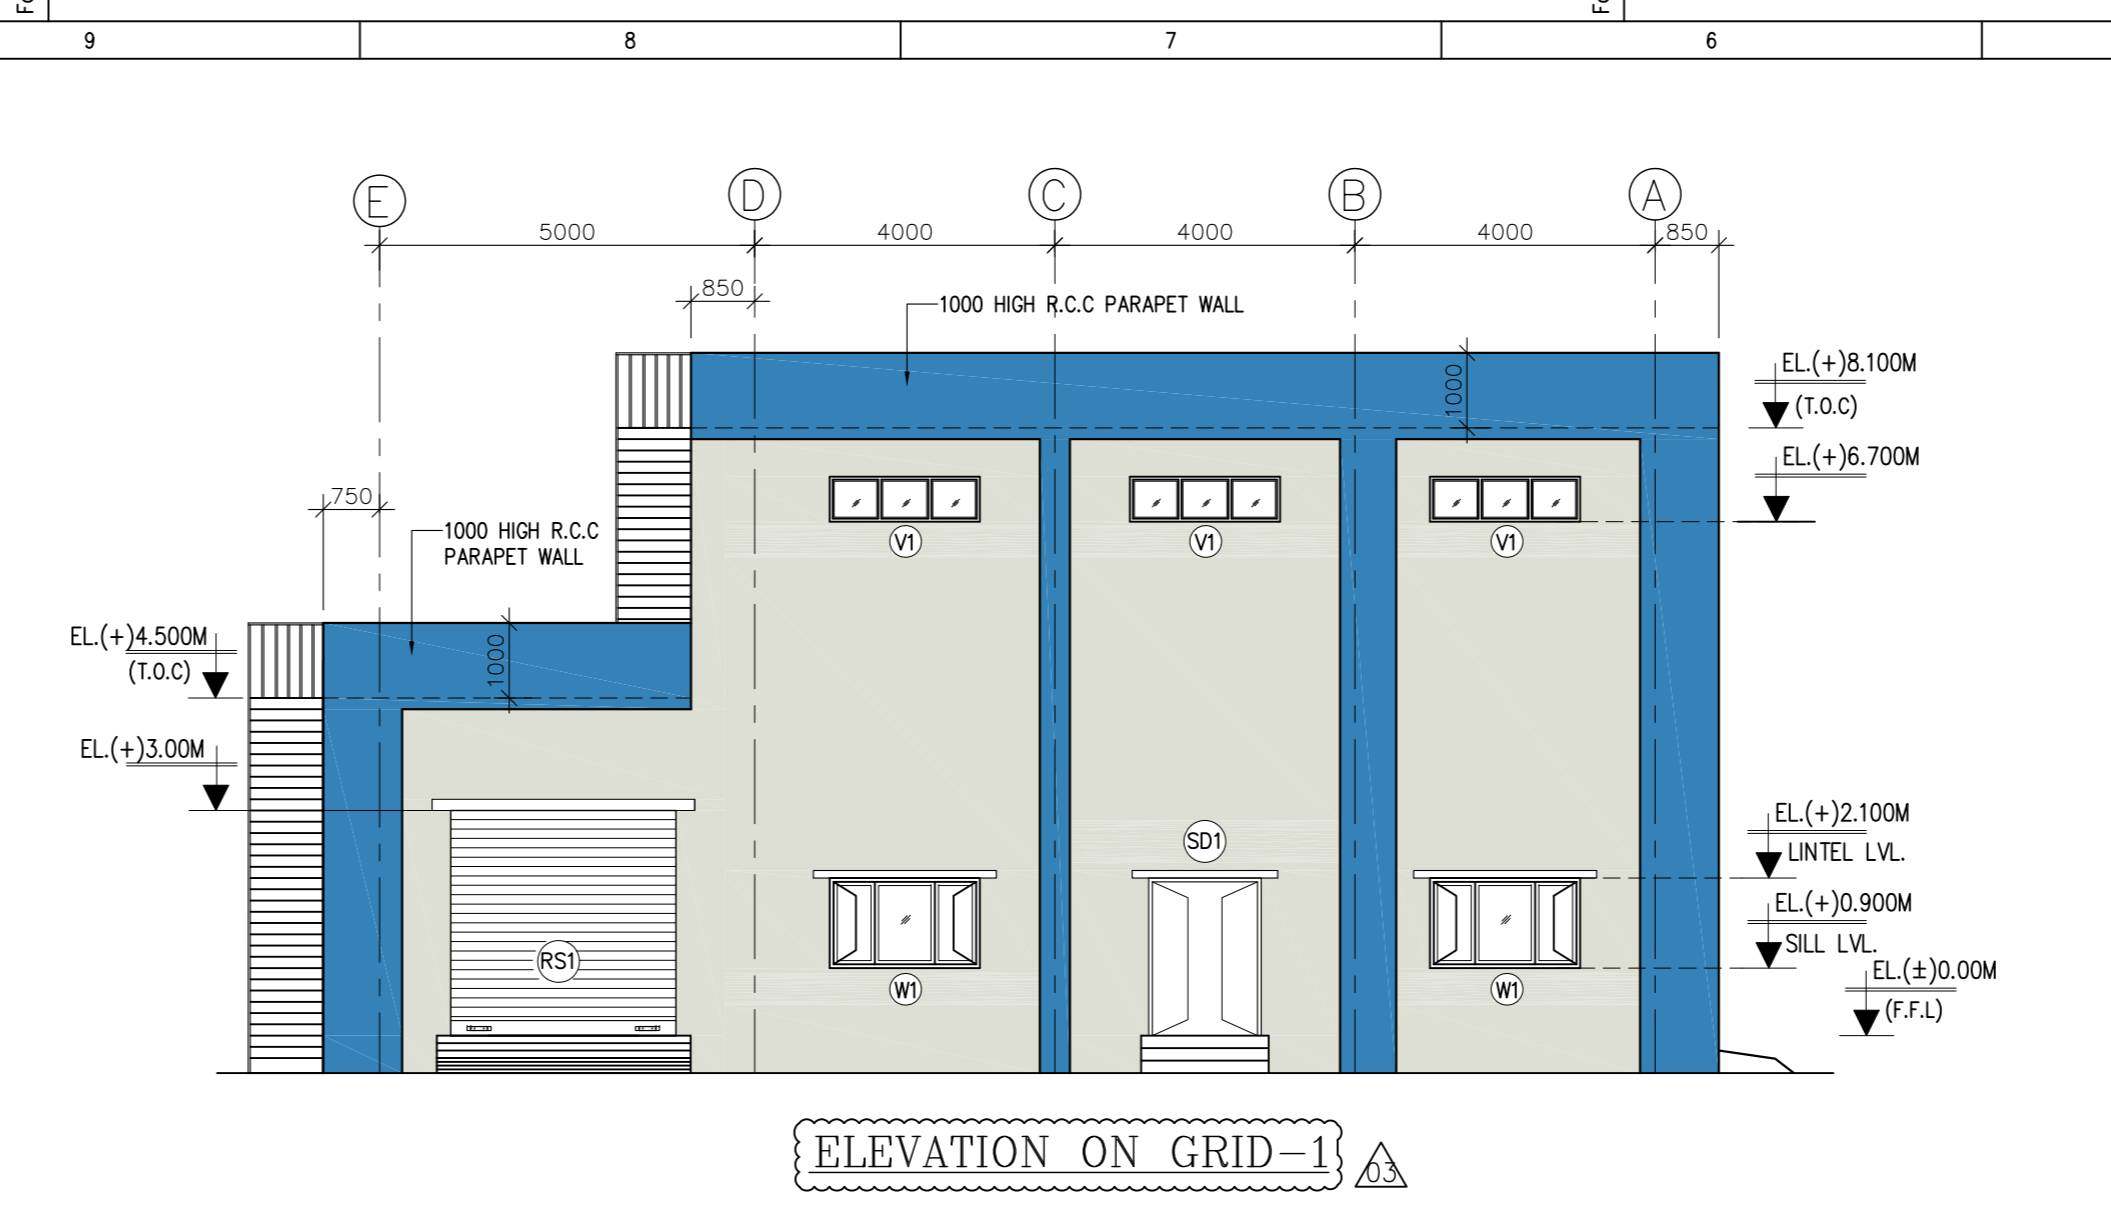 9 8 7 6
E D C B A
5000 4000 4000 4000 850
850
1000 HIGH R.C.C PARAPET WALL
EL.(+)8.100M
(T.O.C)
1000
EL.(+)6.700M
750
1000 HIGH R.C.C
PARAPET WALL
V1 V1 V1
EL.(+)4.500M
(T.O.C)
1000
EL.(+)3.00M
EL.(+)2.100M
LINTEL LVL.
SD1
EL.(+)0.900M
SILL LVL.
RS1
W1 W1
EL.(±)0.00M
(F.F.L)
ELEVATION ON GRID-1
03